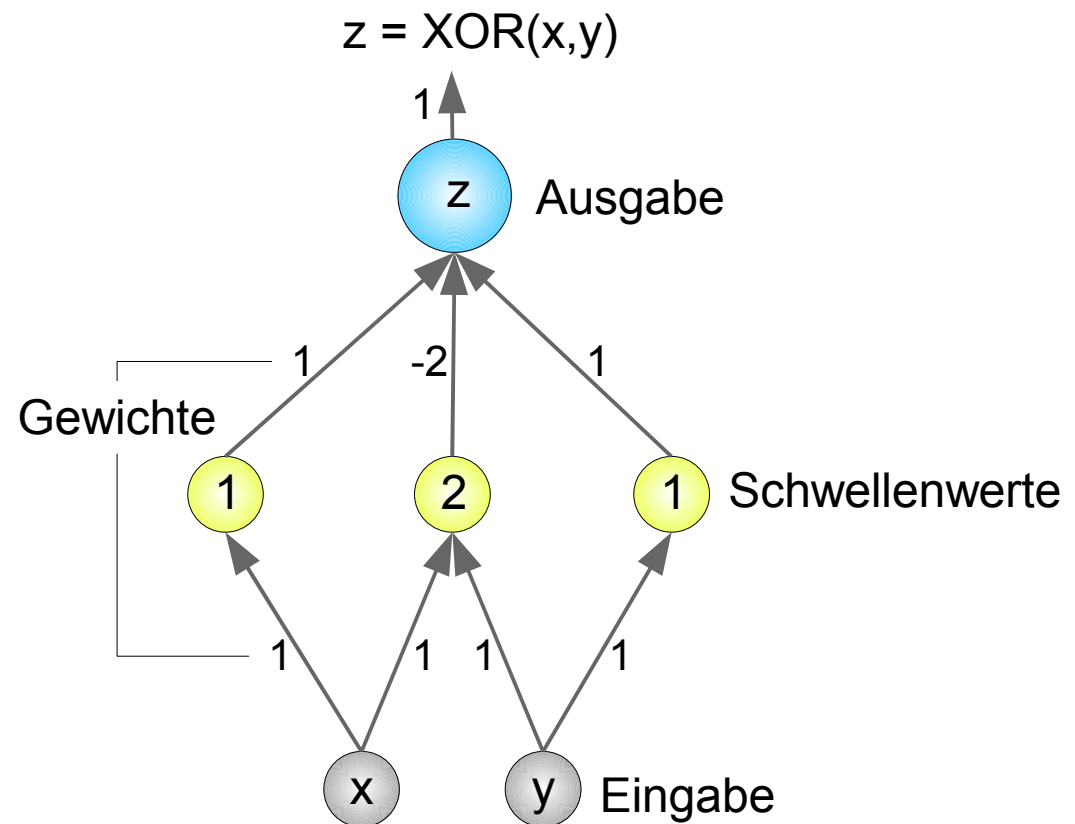 z = XOR(x,y)
1
z
Ausgabe
1
-2
1
Gewichte
1
2
1
Schwellenwerte
1
1
1
1
x
y
Eingabe